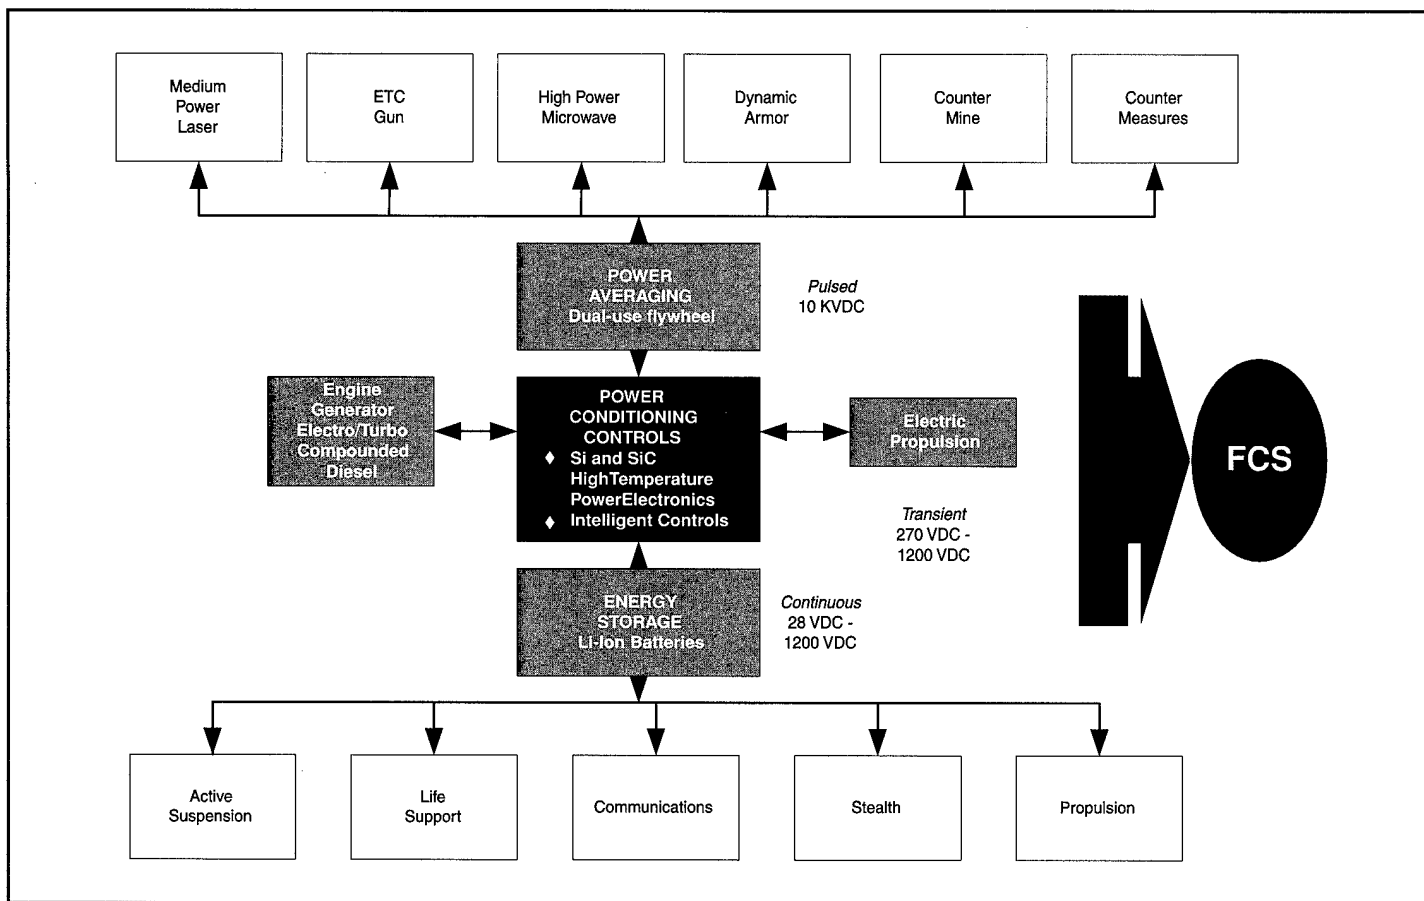 Medium
Power
Laser
ETC
Gun
High Power
Microwave
Dynamic
Armor
Counter
Mine
Counter
Measures
POWER
AVERAGING
Dual-use flywheel
Pulsed
10 KVDC
Engine
Generator
Electro/Turbo
Compounded
Diesel
POWER
CONDITIONING
CONTROLS
♦ Si and SiC
HighTemperature
PowerElectronics
♦ Intelligent Controls
Electric
Propulsion
FCS
Transient
270 VDC -
1200 VDC
ENERGY
STORAGE
Li-Ion Batteries
Continuous
28 VDC -
1200 VDC
Active
Suspension
Life
Support
Communications
Stealth
Propulsion